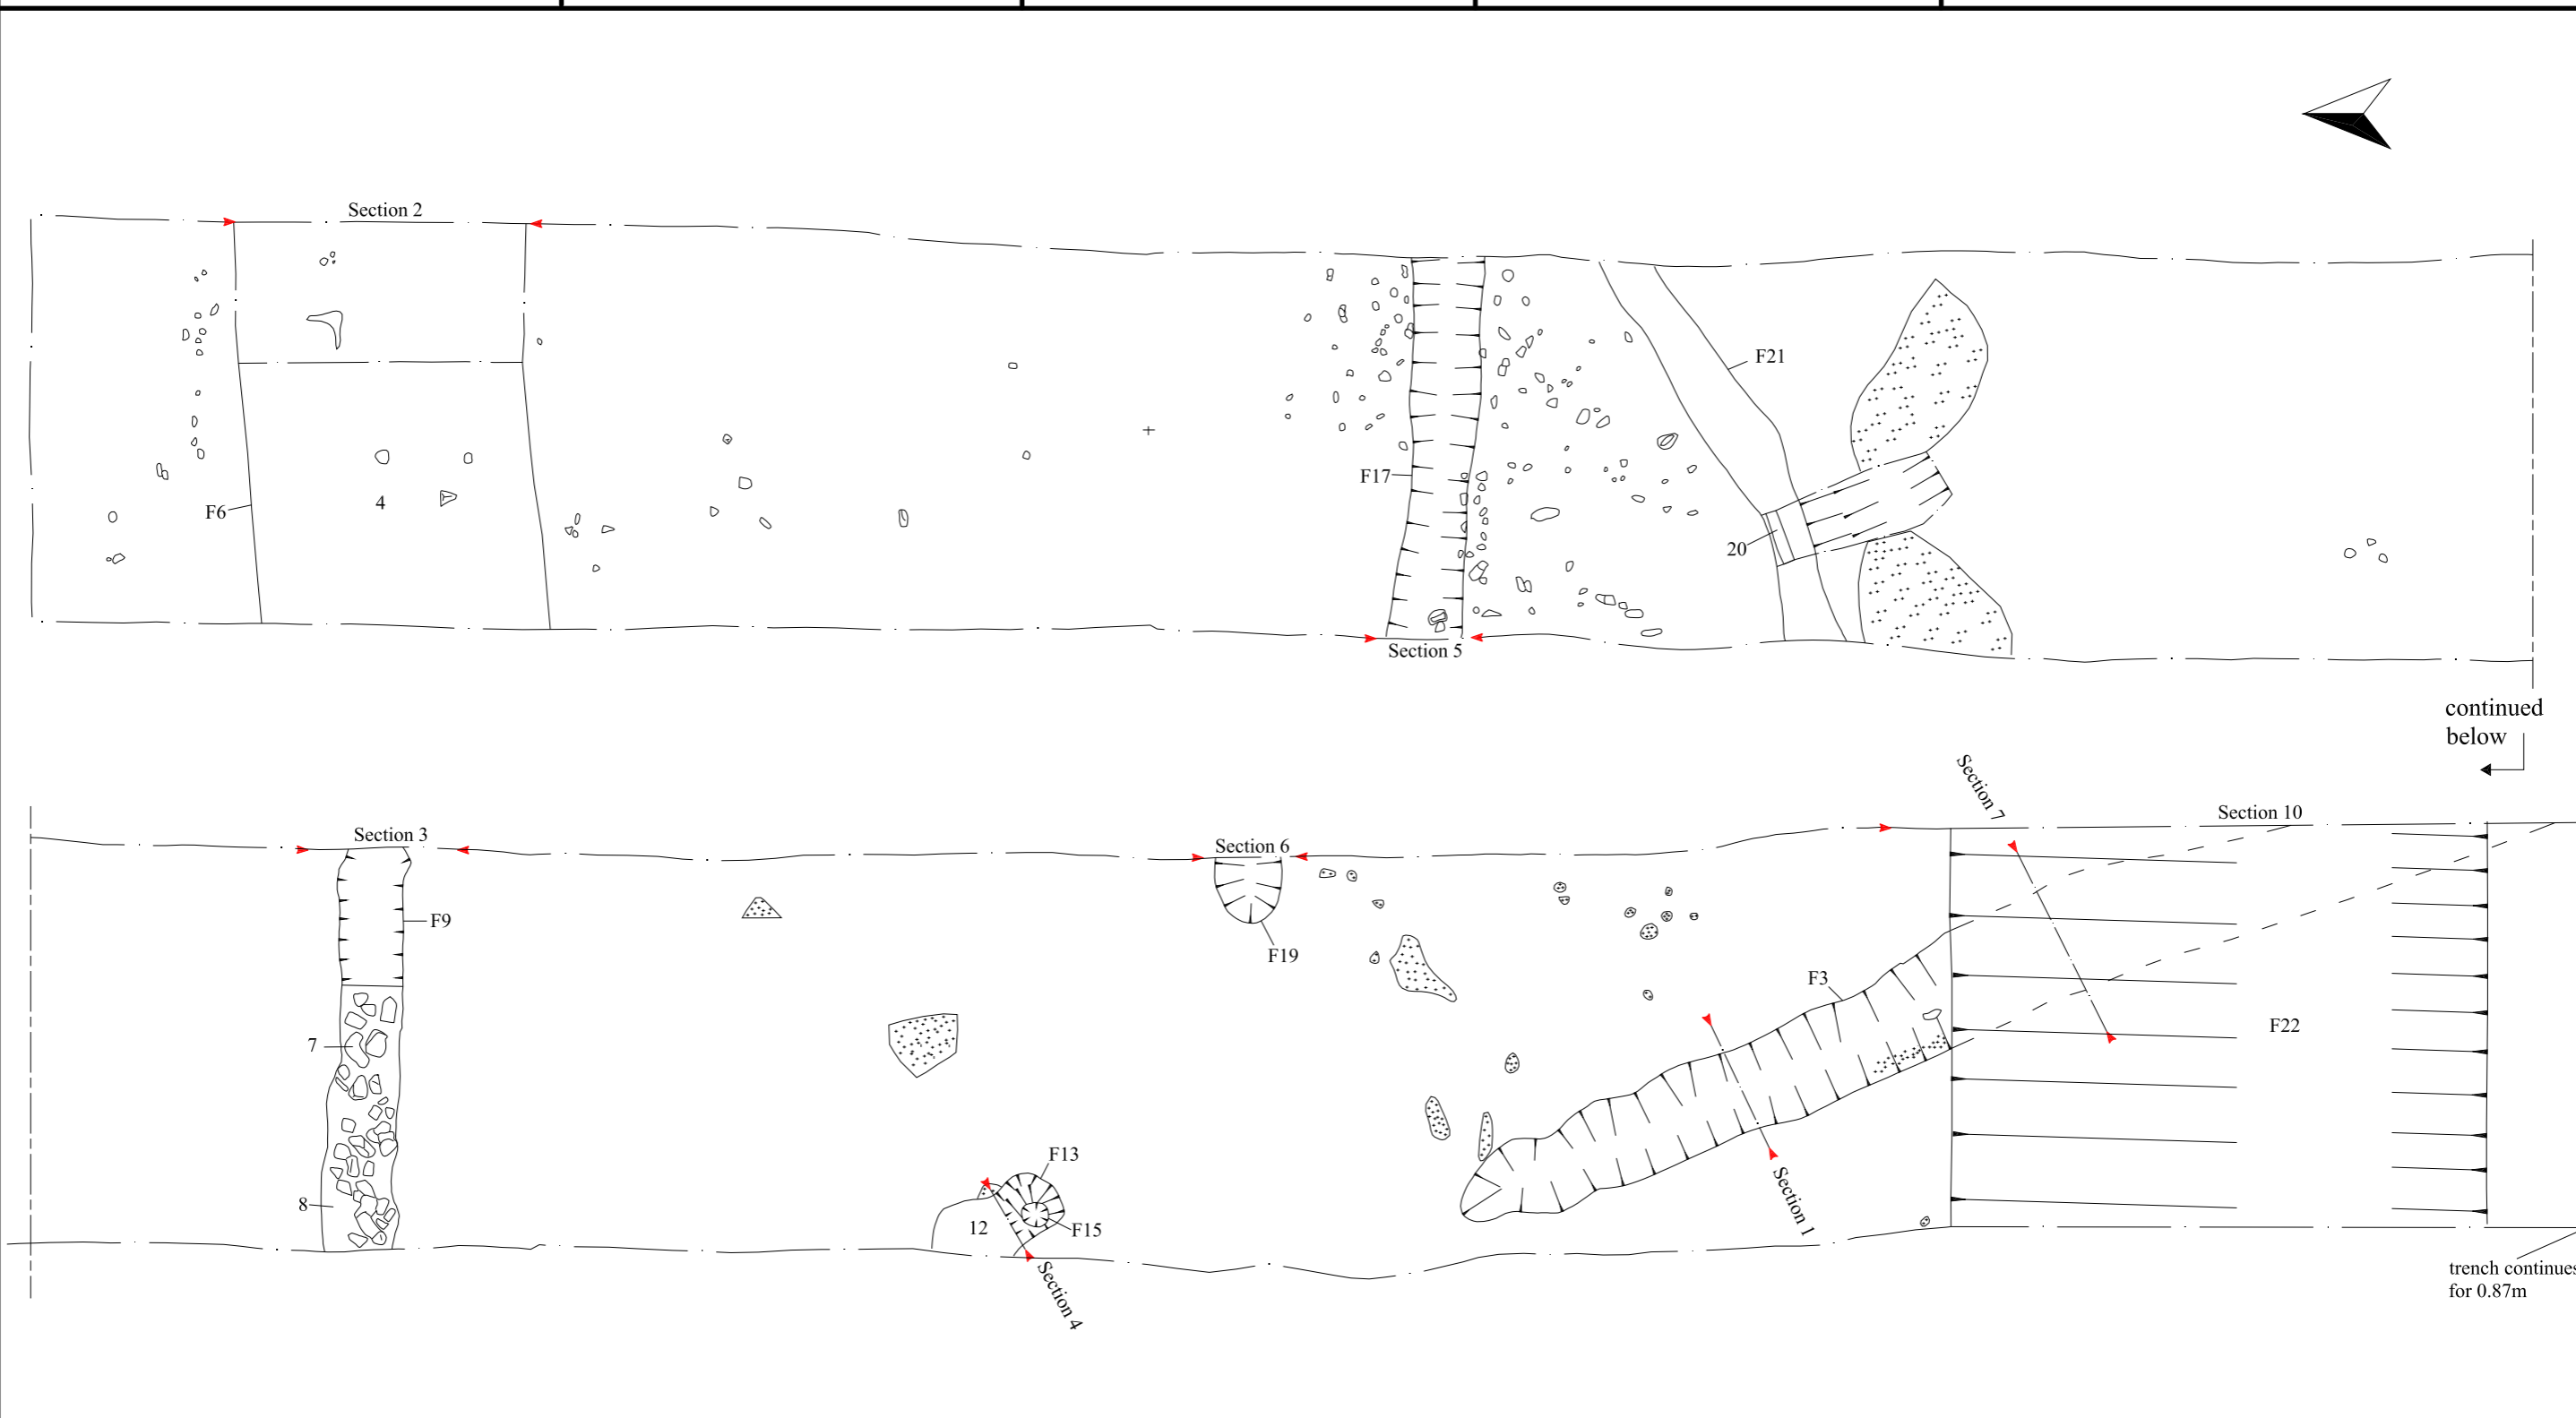 Section 2
F21
F17
4
F6
20
Section 5
continued
below
Section 7
Section 10
Section 3
Section 6
F9
F19
F3
F22
7
F13
Section 1
8
12
F15
Section 4
trench continues
for 0.87m